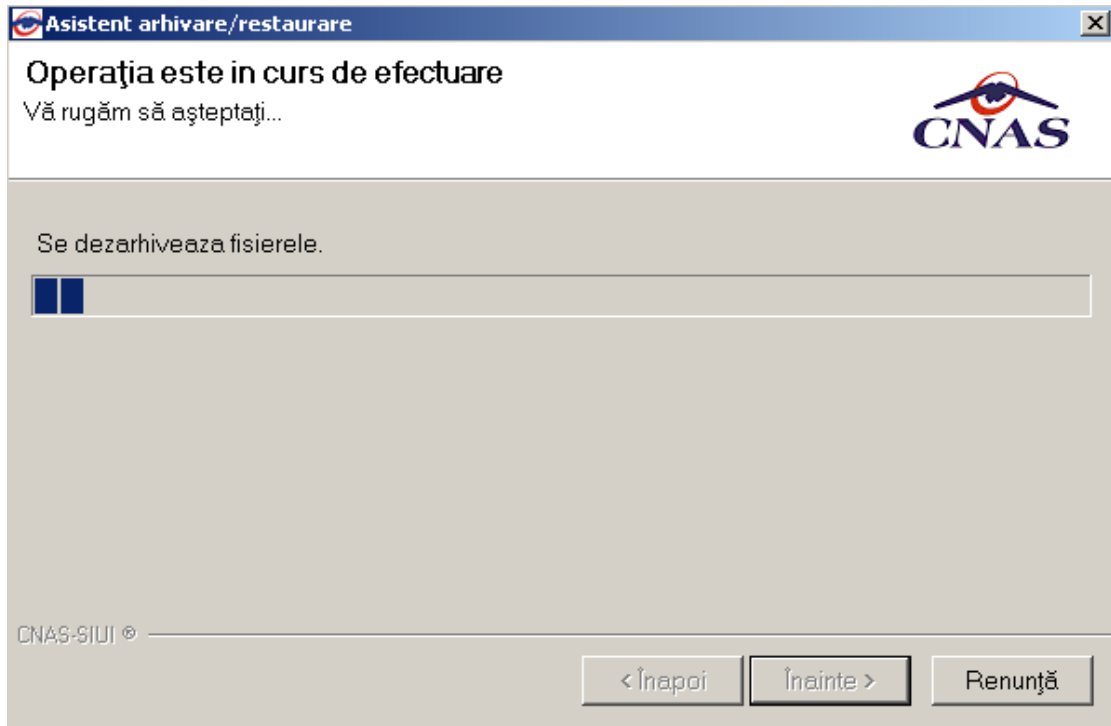 Asistent arhivare/restaurare
Operaţia este in curs de efectuare
Vă rugăm să aşteptaţi...
CNAS
Se dezarhiveaza fisierele.
CNAS-SIUI ®
< Înapoi
Înainte >
Renunţă